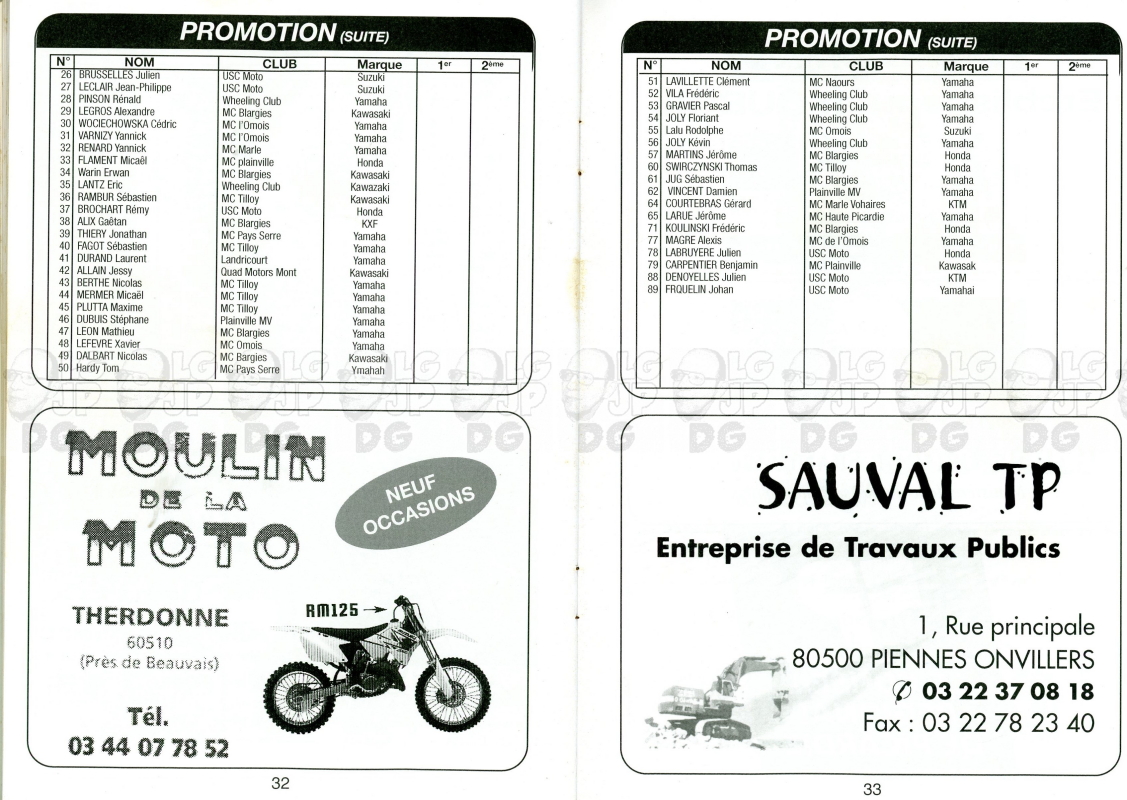 PROMOTION (SUITE)
N° NOM CLUB Marque 1er 2ème
26 BRUSSELLES Julien USC Moto Suzuki
27 LECLAIR Jean-Philippe USC Moto Suzuki
28 PINSON Rénald Wheeling Club Yamaha
29 LEGROS Alexandre MC Blargies Kawasaki
30 WOCIECHOWSKA Cédric MC l'Omois Yamaha
31 VARNIZY Yannick MC l'Omois Yamaha
32 RENARD Yannick MC Marle Yamaha
33 FLAMENT Micaêl MC plainville Honda
34 Warin Erwan MC Blargies Kawasaki
35 LANTZ Eric Wheeling Club Kawazaki
36 RAMBUR Sébastien MC Tilloy Kawazaki
37 BROCHART Rémy USC Moto Honda
38 ALIX Gaêtan MC Blargies KXF
39 THIERY Jonathan MC Pays Serre Yamaha
40 FAGOT Sébastien MC Tilloy Yamaha
41 DURAND Laurent Landricourt Yamaha
42 ALLAIN Jessy Quad Motors Mont Kawasaki
43 BERTHE Nicolas MC Tilloy Yamaha
44 MERMER Micaël MC Tilloy Yamaha
45 PLUTTA Maxime MC Tilloy Yamaha
46 DUBUIS Stéphane Plainville MV Yamaha
47 LEON Mathieu MC Blargies Yamaha
48 LEFEVRE Xavier MC Omois Yamaha
49 DALBART Nicolas MC Bargies Kawasaki
50 Hardy Tom MC Pays Serre Ymahah
MOULIN
DE LA
MOTO
NEUF
OCCASIONS
THERDONNE
60510
(Près de Beauvais)
RM125
Tél.
03 44 07 78 52
32
PROMOTION (SUITE)
N° NOM CLUB Marque 1er 2ème
51 LAVILLETTE Clément MC Naours Yamaha
52 VILA Frédéric Wheeling Club Yamaha
53 GRAVIER Pascal Wheeling Club Yamaha
54 JOLY Floriant Wheeling Club Yamaha
55 Lalu Rodolphe MC Omois Suzuki
56 JOLY Kévin Wheeling Club Yamaha
57 MARTINS Jérôme MC Blargies Honda
60 SWIRCZYNSKI Thomas MC Tilloy Honda
61 JUG Sébastien MC Blargies Yamaha
62 VINCENT Damien Plainville MV Yamaha
64 COURTEBRAS Gérard MC Marle Vohaires KTM
65 LARUE Jérôme MC Haute Picardie Yamaha
71 KOULINSKI Frédéric MC Blargies Honda
77 MAGRE Alexis MC de l'Omois Yamaha
78 LABRUYERE Julien USC Moto Honda
79 CARPENTIER Benjamin MC Plainville Kawasak
88 DENOYELLES Julien USC Moto KTM
89 FRQUELIN Johan USC Moto Yamahai
SAUVAL TP
Entreprise de Travaux Publics
1, Rue principale
80500 PIENNES ONVILLERS
✆ 03 22 37 08 18
Fax : 03 22 78 23 40
33
LG
JP
DG